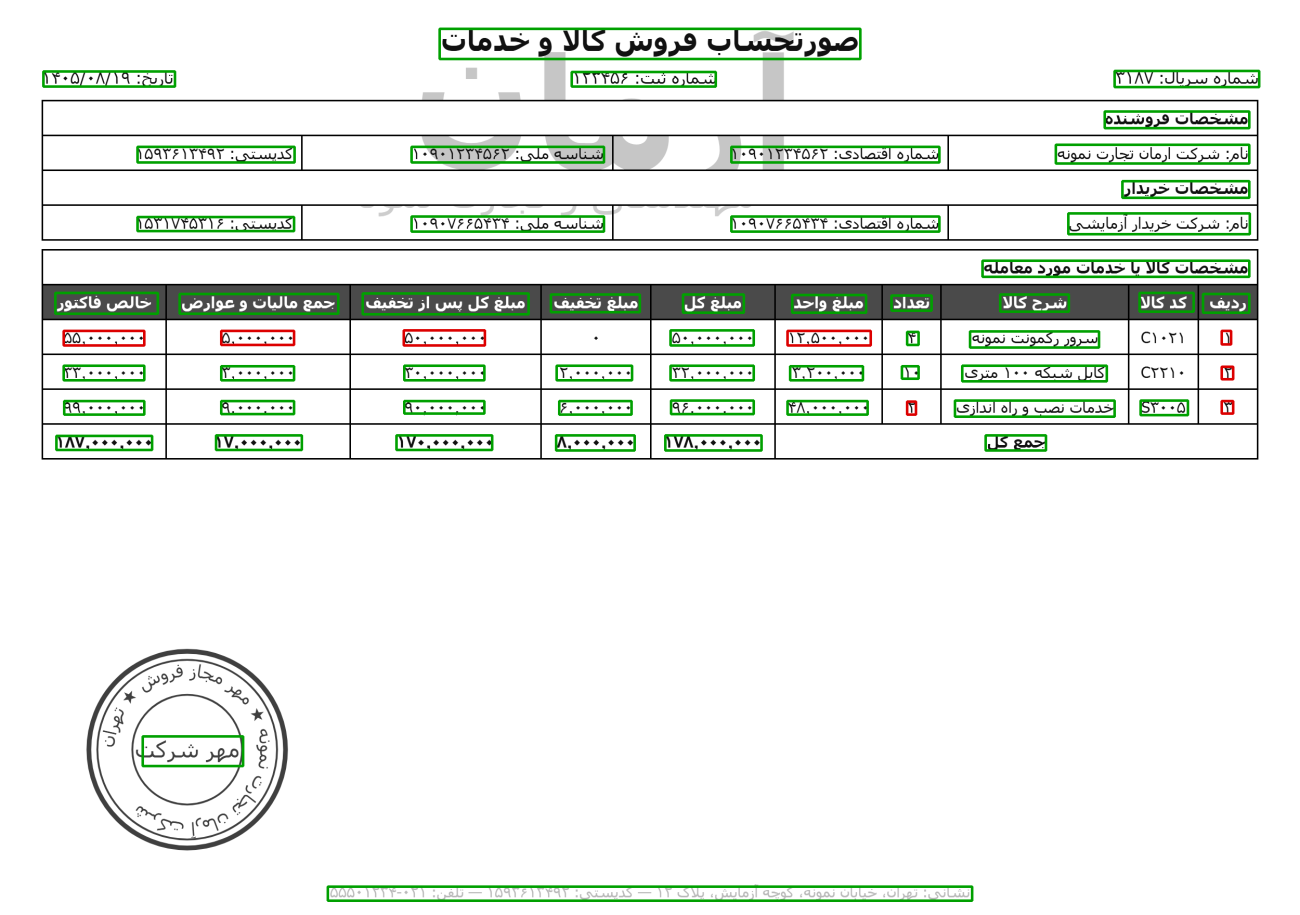 صورتحساب فروش کالا و خدمات
شماره سریال: ۳۱۸۷ شماره ثبت: ۱۲۳۴۵۶ تاریخ: ۱۴۰۵/۰۸/۱۹
آرمان
مشخصات فروشنده
نام: شرکت آرمان تجارت نمونه شماره اقتصادی: ۱۰۹۰۱۲۳۴۵۶۲ شناسه ملی: ۱۰۹۰۱۲۳۴۵۶۲ کدپستی: ۱۵۹۳۶۱۳۴۹۲
مشخصات خریدار
نام: شرکت خریدار آزمایشی شماره اقتصادی: ۱۰۹۰۷۶۶۵۴۳۴ شناسه ملی: ۱۰۹۰۷۶۶۵۴۳۴ کدپستی: ۱۵۳۱۷۴۵۳۱۶
مشخصات کالا یا خدمات مورد معامله
ردیف کد کالا شرح کالا تعداد مبلغ واحد مبلغ کل مبلغ تخفیف مبلغ کل پس از تخفیف جمع مالیات و عوارض خالص فاکتور
۱ C۱۰۲۱ سرور رکمونت نمونه ۴ ۱۲,۵۰۰,۰۰۰ ۵۰,۰۰۰,۰۰۰ ۰ ۵۰,۰۰۰,۰۰۰ ۵,۰۰۰,۰۰۰ ۵۵,۰۰۰,۰۰۰
۲ C۲۲۱۰ کابل شبکه ۱۰۰ متری ۱۰ ۳,۲۰۰,۰۰۰ ۳۲,۰۰۰,۰۰۰ ۲,۰۰۰,۰۰۰ ۳۰,۰۰۰,۰۰۰ ۳,۰۰۰,۰۰۰ ۳۳,۰۰۰,۰۰۰
۳ S۳۰۰۵ خدمات نصب و راه اندازی ۲ ۴۸,۰۰۰,۰۰۰ ۹۶,۰۰۰,۰۰۰ ۶,۰۰۰,۰۰۰ ۹۰,۰۰۰,۰۰۰ ۹,۰۰۰,۰۰۰ ۹۹,۰۰۰,۰۰۰
جمع کل ۱۷۸,۰۰۰,۰۰۰ ۸,۰۰۰,۰۰۰ ۱۷۰,۰۰۰,۰۰۰ ۱۷,۰۰۰,۰۰۰ ۱۸۷,۰۰۰,۰۰۰
شرکت آرمان تجارت نمونه ★ مهر مجاز فروش ★ تهران
مهر شرکت
نشانی: تهران، خیابان نمونه، کوچه آزمایش، پلاک ۱۲ — کدپستی: ۱۵۹۳۶۱۳۴۹۲ — تلفن: ۰۲۱-۵۵۵۰۱۲۳۴